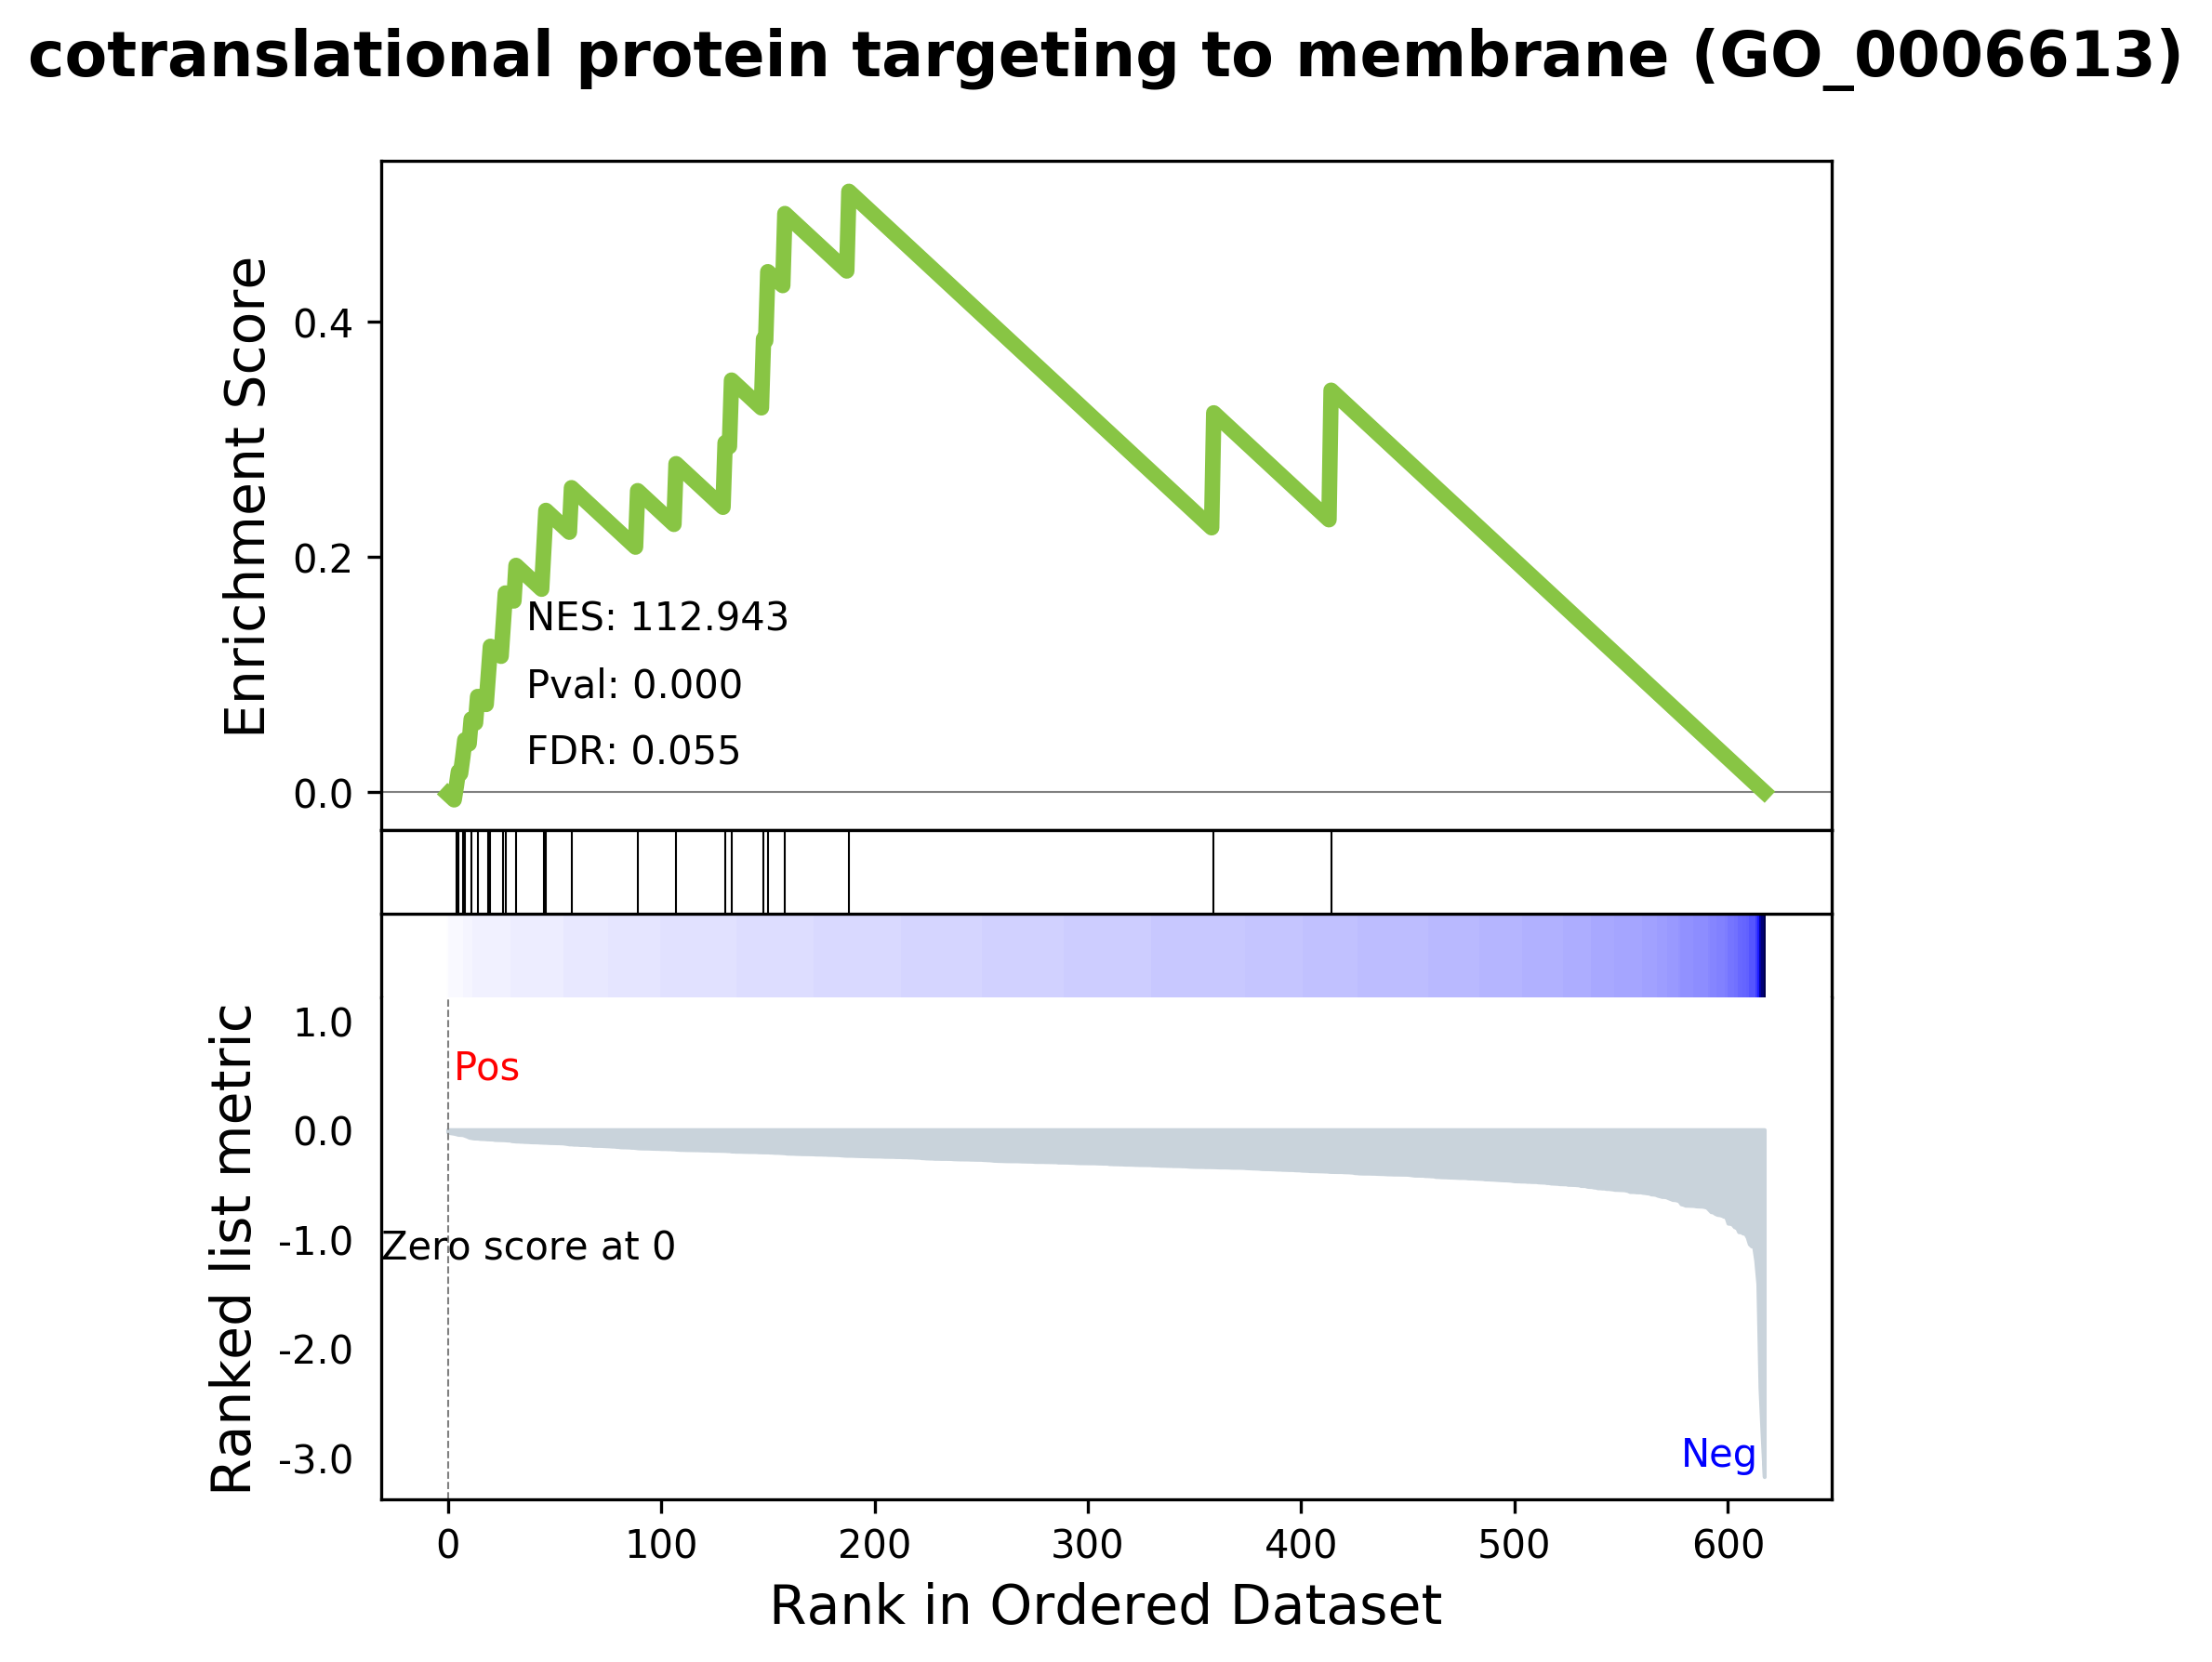 cotranslational protein targeting to membrane (GO_0006613)
Enrichment Score
0.4
0.2
0.0
NES: 112.943
Pval: 0.000
FDR: 0.055
Ranked list metric
1.0
0.0
-1.0
-2.0
-3.0
Pos
Zero score at 0
Neg
0 100 200 300 400 500 600
Rank in Ordered Dataset